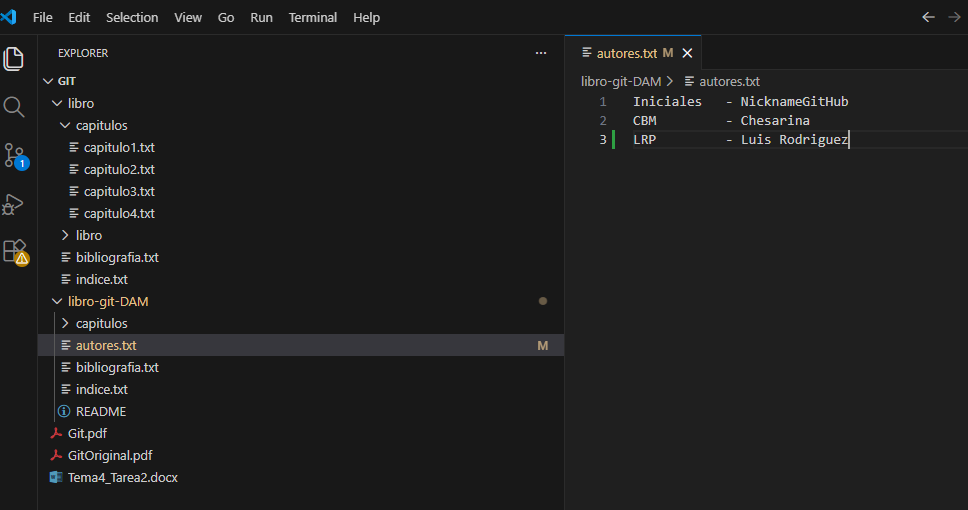 File Edit Selection View Go Run Terminal Help
EXPLORER ...
GIT
libro
capitulos
capitulo1.txt
capitulo2.txt
capitulo3.txt
capitulo4.txt
libro
bibliografia.txt
indice.txt
libro-git-DAM
capitulos
autores.txt M
bibliografia.txt
indice.txt
README
Git.pdf
GitOriginal.pdf
Tema4_Tarea2.docx
1
autores.txt M
libro-git-DAM > autores.txt
1 Iniciales - NicknameGitHub
2 CBM - Chesarina
3 LRP - Luis Rodriguez